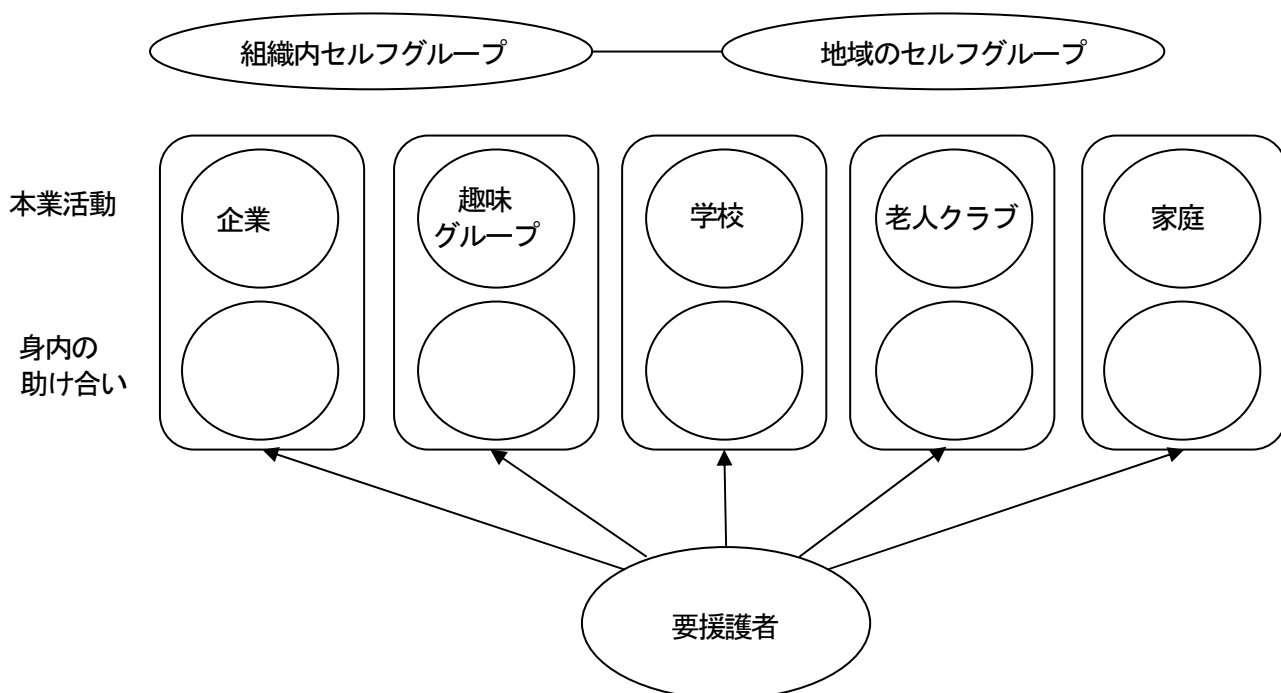 組織内セルフグループ
地域のセルフグループ
本業活動
企業
趣味
グループ
学校
老人クラブ
家庭
身内の
助け合い
要援護者